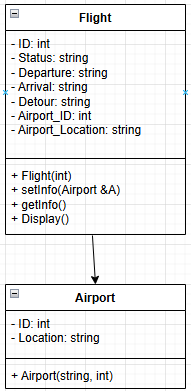 Flight
- ID: int
- Status: string
- Departure: string
- Arrival: string
- Detour: string
- Airport_ID: int
- Airport_Location: string
+ Flight(int)
+ setInfo(Airport &A)
+ getInfo()
+ Display()
Airport
- ID: int
- Location: string
+ Airport(string, int)